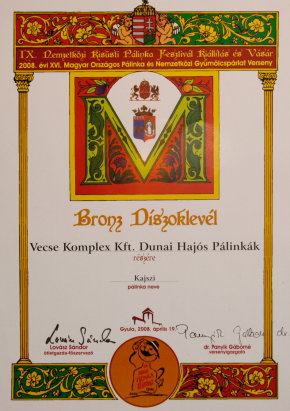 IX. Nemzetközi Kisüsti Pálinka Fesztivál Kiállítás és Vásár
2008. évi XVI. Magyar Országos Pálinka és Nemzetközi Gyümölcspárlat Verseny
M
Bronz Díszoklevél
Vecse Komplex Kft. Dunai Hajós Pálinkák
részére
Kajszi
pálinka neve
Gyula, 2008. április 19.
Lovász Sándor
ötletgazda-főszervező
dr. Panyik Gáborné
versenyigazgató